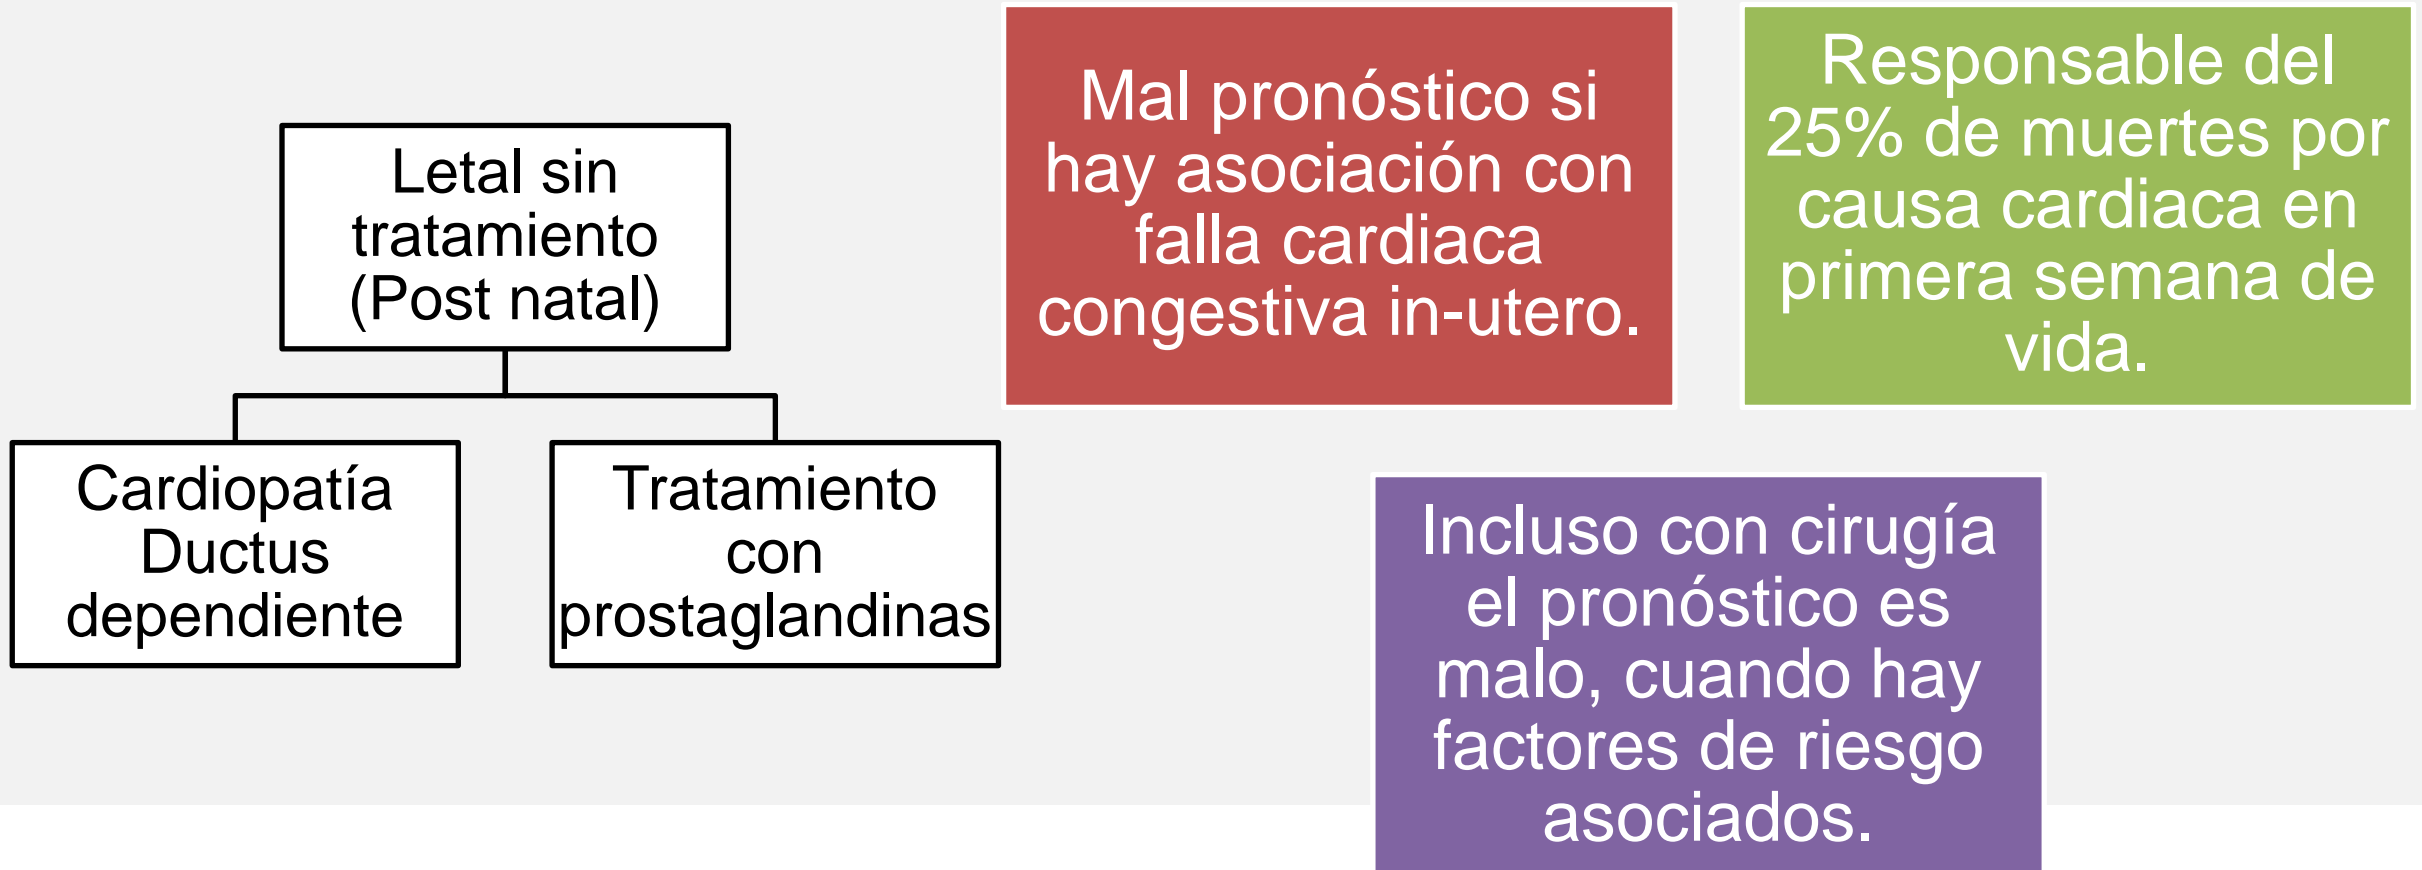 Letal sin
tratamiento
(Post natal)
Cardiopatía
Ductus
dependiente
Tratamiento
con
prostaglandinas
Mal pronóstico si
hay asociación con
falla cardiaca
congestiva in-utero.
Responsable del
25% de muertes por
causa cardiaca en
primera semana de
vida.
Incluso con cirugía
el pronóstico es
malo, cuando hay
factores de riesgo
asociados.